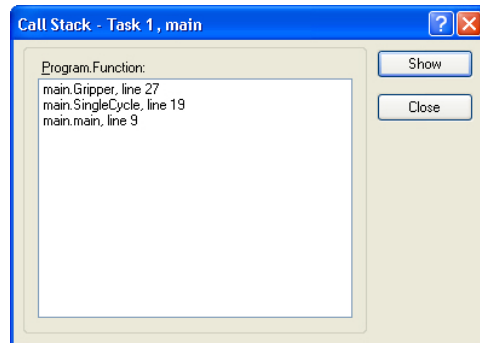 Call Stack - Task 1, main
Program.Function:
main.Gripper, line 27
main.SingleCycle, line 19
main.main, line 9
Show
Close